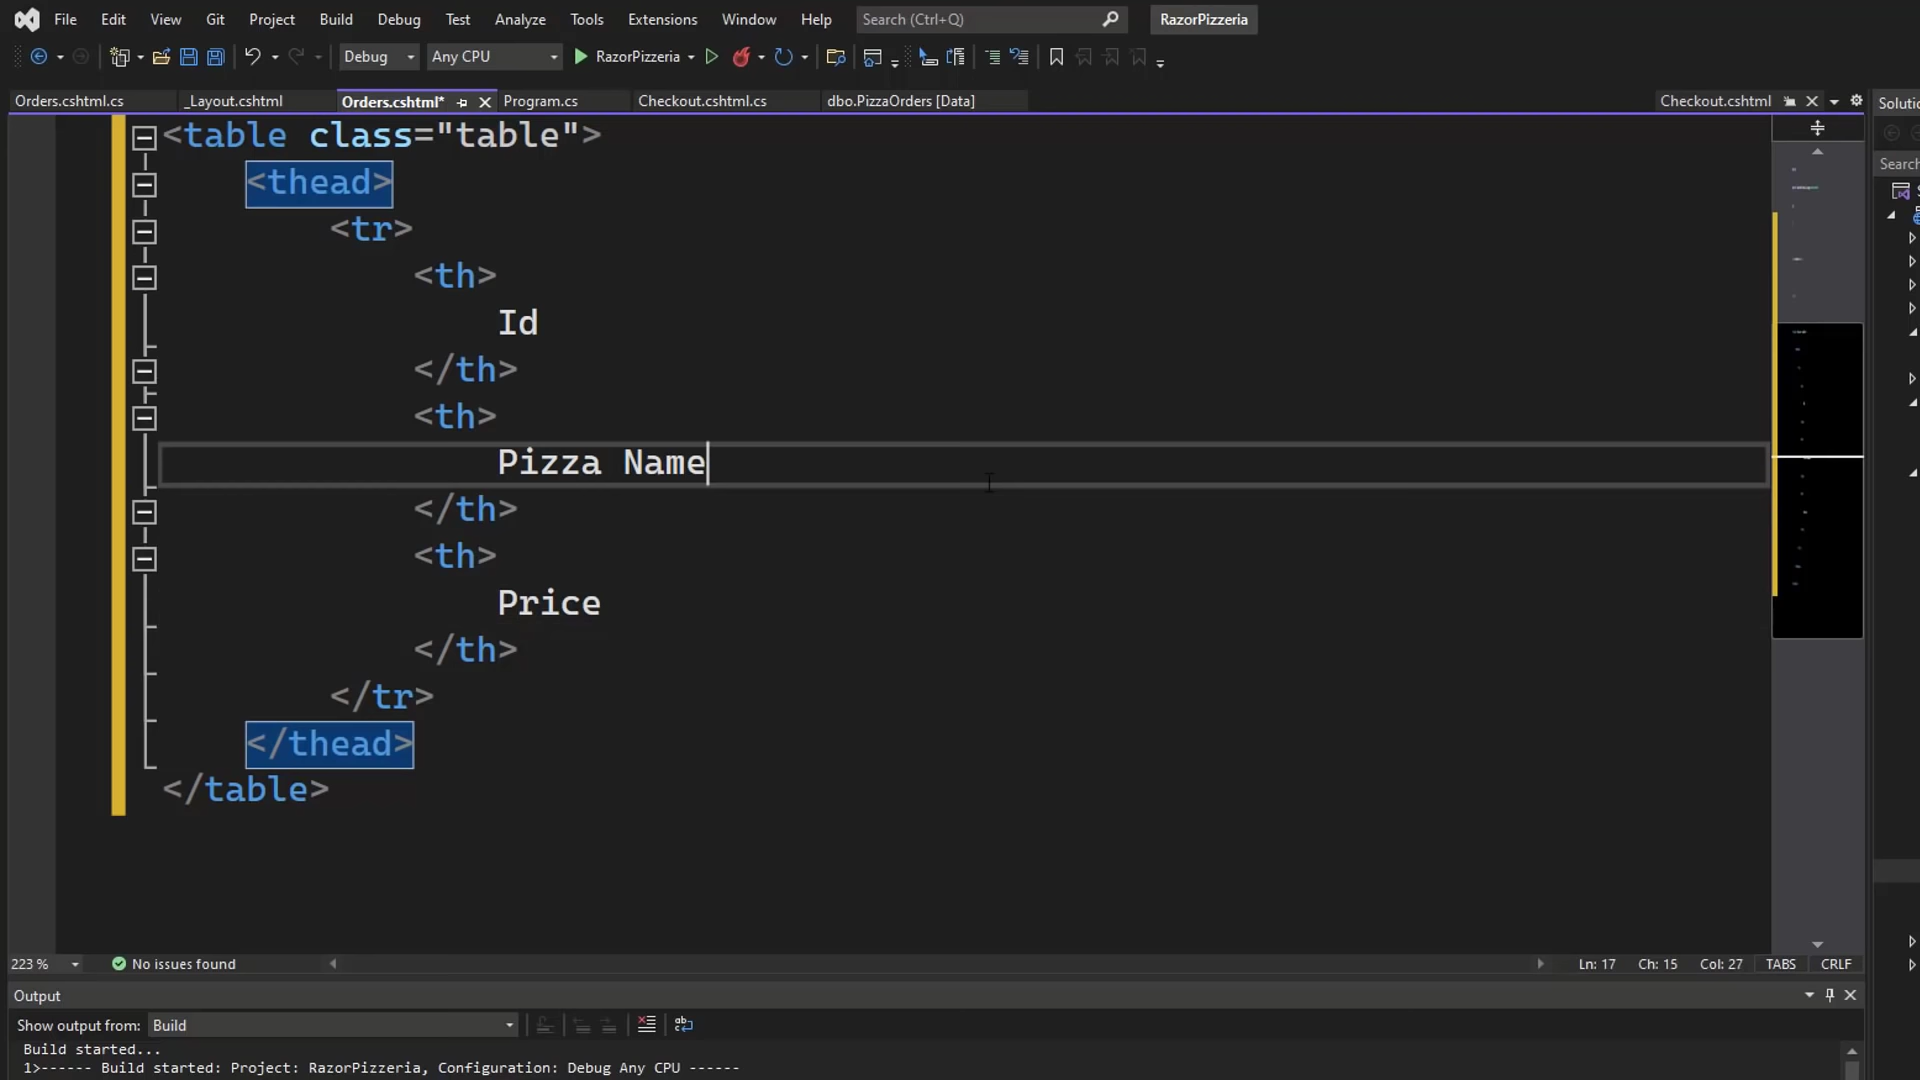 File Edit View Git Project Build Debug Test Analyze Tools Extensions Window Help Search (Ctrl+Q) RazorPizzeria
Debug Any CPU RazorPizzeria
Orders.cshtml.cs _Layout.cshtml Orders.cshtml* Program.cs Checkout.cshtml.cs dbo.PizzaOrders [Data] Checkout.cshtml
<table class="table">
<thead>
<tr>
<th>
Id
</th>
<th>
Pizza Name
</th>
<th>
Price
</th>
</tr>
</thead>
</table>
Solutio
Search
223 % No issues found Ln: 17 Ch: 15 Col: 27 TABS CRLF
Output
Show output from: Build
Build started...
1>------ Build started: Project: RazorPizzeria, Configuration: Debug Any CPU ------